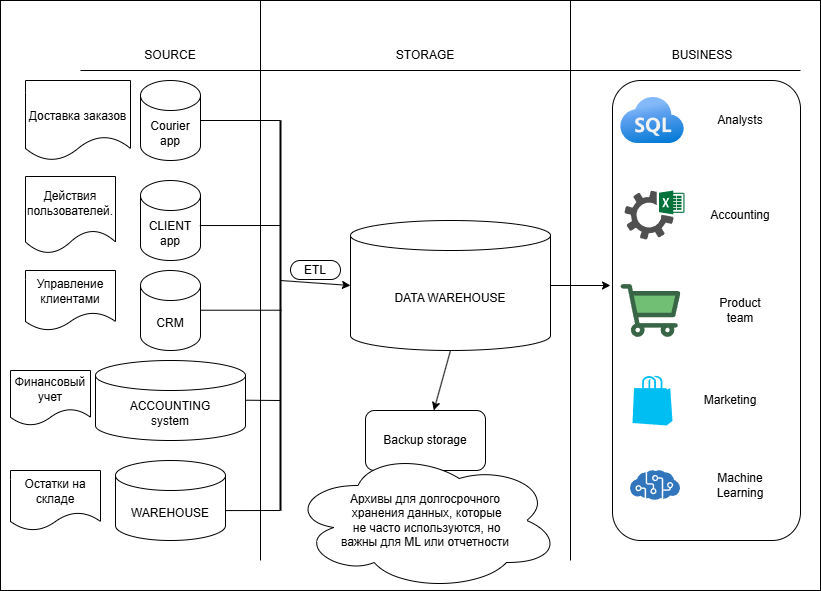 SOURCE
STORAGE
BUSINESS
Доставка заказов
Courier
app
SQL
Analysts
Действия
пользователей.
CLIENT
app
X
Accounting
Управление
клиентами
CRM
ETL
DATA WAREHOUSE
Product
team
Финансовый
учет
ACCOUNTING
system
Backup storage
Marketing
Остатки на
складе
WAREHOUSE
Архивы для долгосрочного
хранения данных, которые
не часто используются, но
важны для ML или отчетности
Machine
Learning